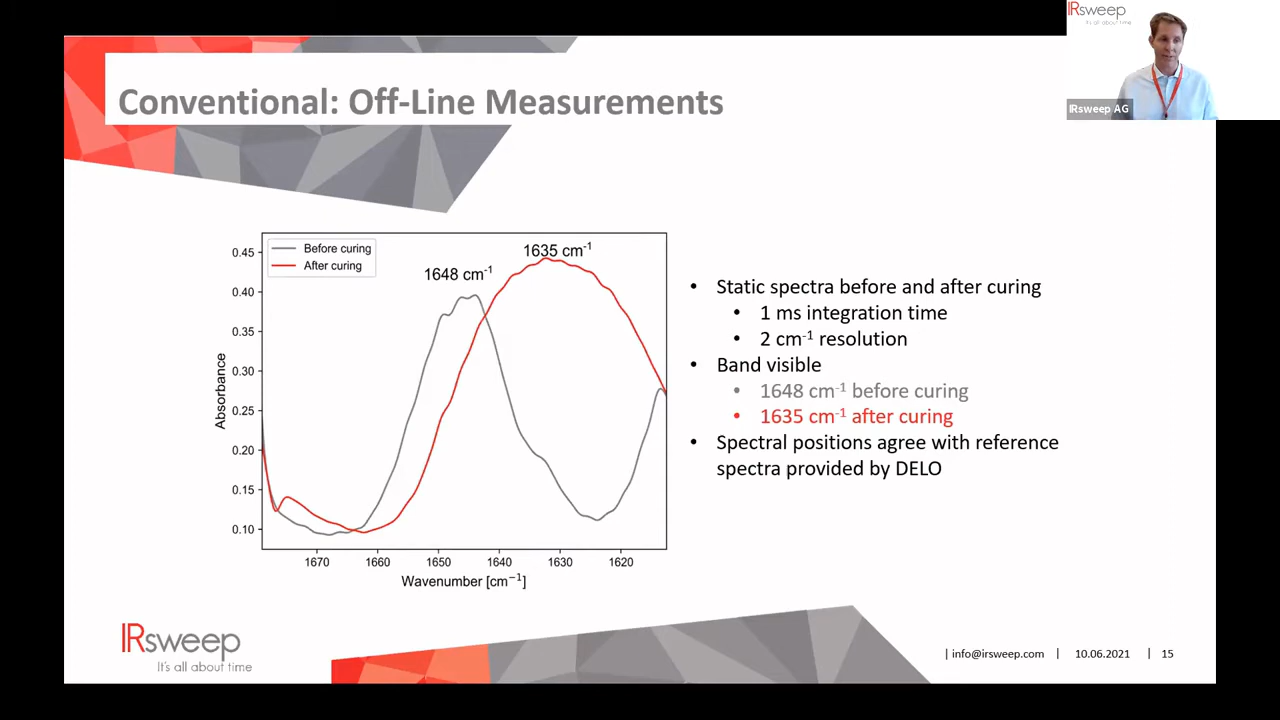 IRsweep
It's all about time
IRsweep AG
Conventional: Off-Line Measurements
Before curing
After curing
1648 cm⁻¹
1635 cm⁻¹
0.45
0.40
0.35
0.30
0.25
0.20
0.15
0.10
Absorbance
1670 1660 1650 1640 1630 1620
Wavenumber [cm⁻¹]
• Static spectra before and after curing
• 1 ms integration time
• 2 cm⁻¹ resolution
• Band visible
• 1648 cm⁻¹ before curing
• 1635 cm⁻¹ after curing
• Spectral positions agree with reference
spectra provided by DELO
IRsweep
It's all about time
| info@irsweep.com | 10.06.2021 | 15